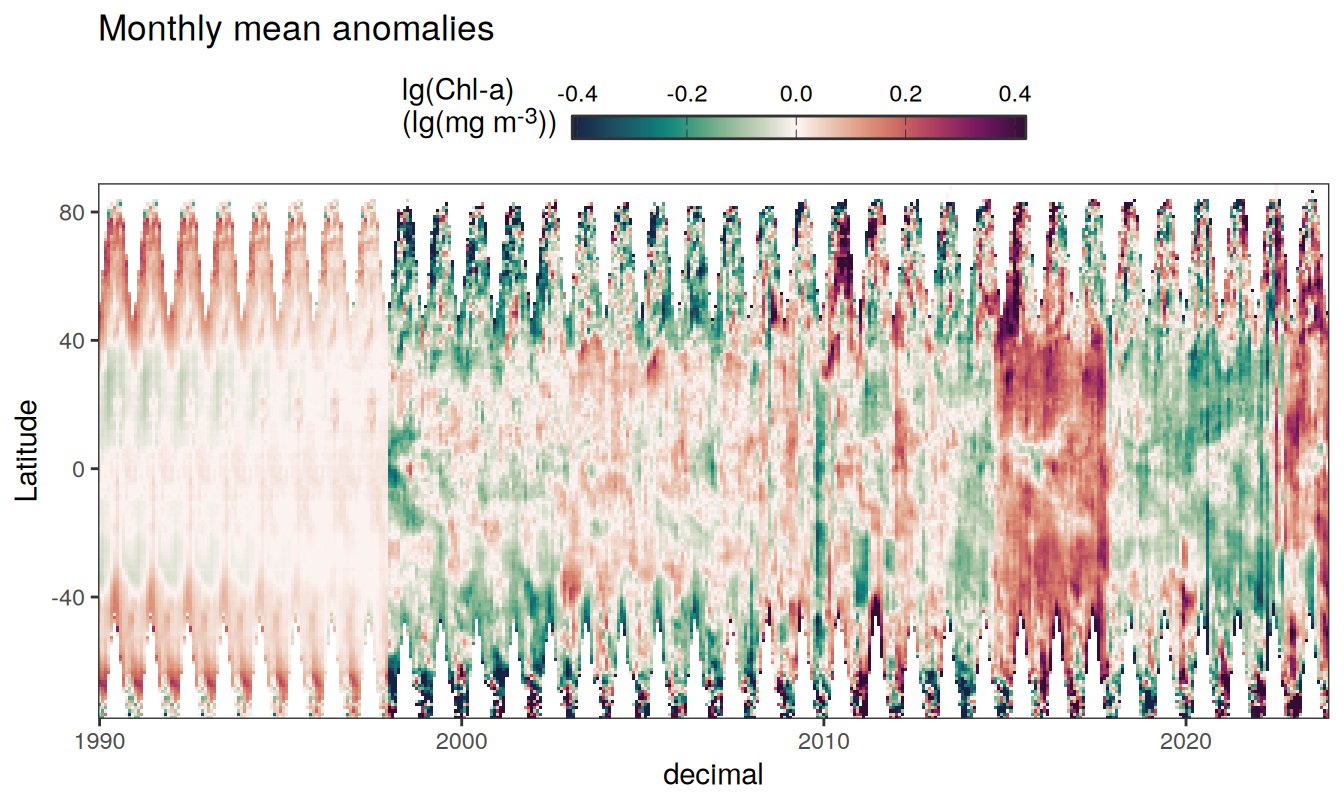 Monthly mean anomalies
lg(Chl-a)
(lg(mg m⁻³))
-0.4 -0.2 0.0 0.2 0.4
Latitude
80
40
0
-40
1990 2000 2010 2020
decimal